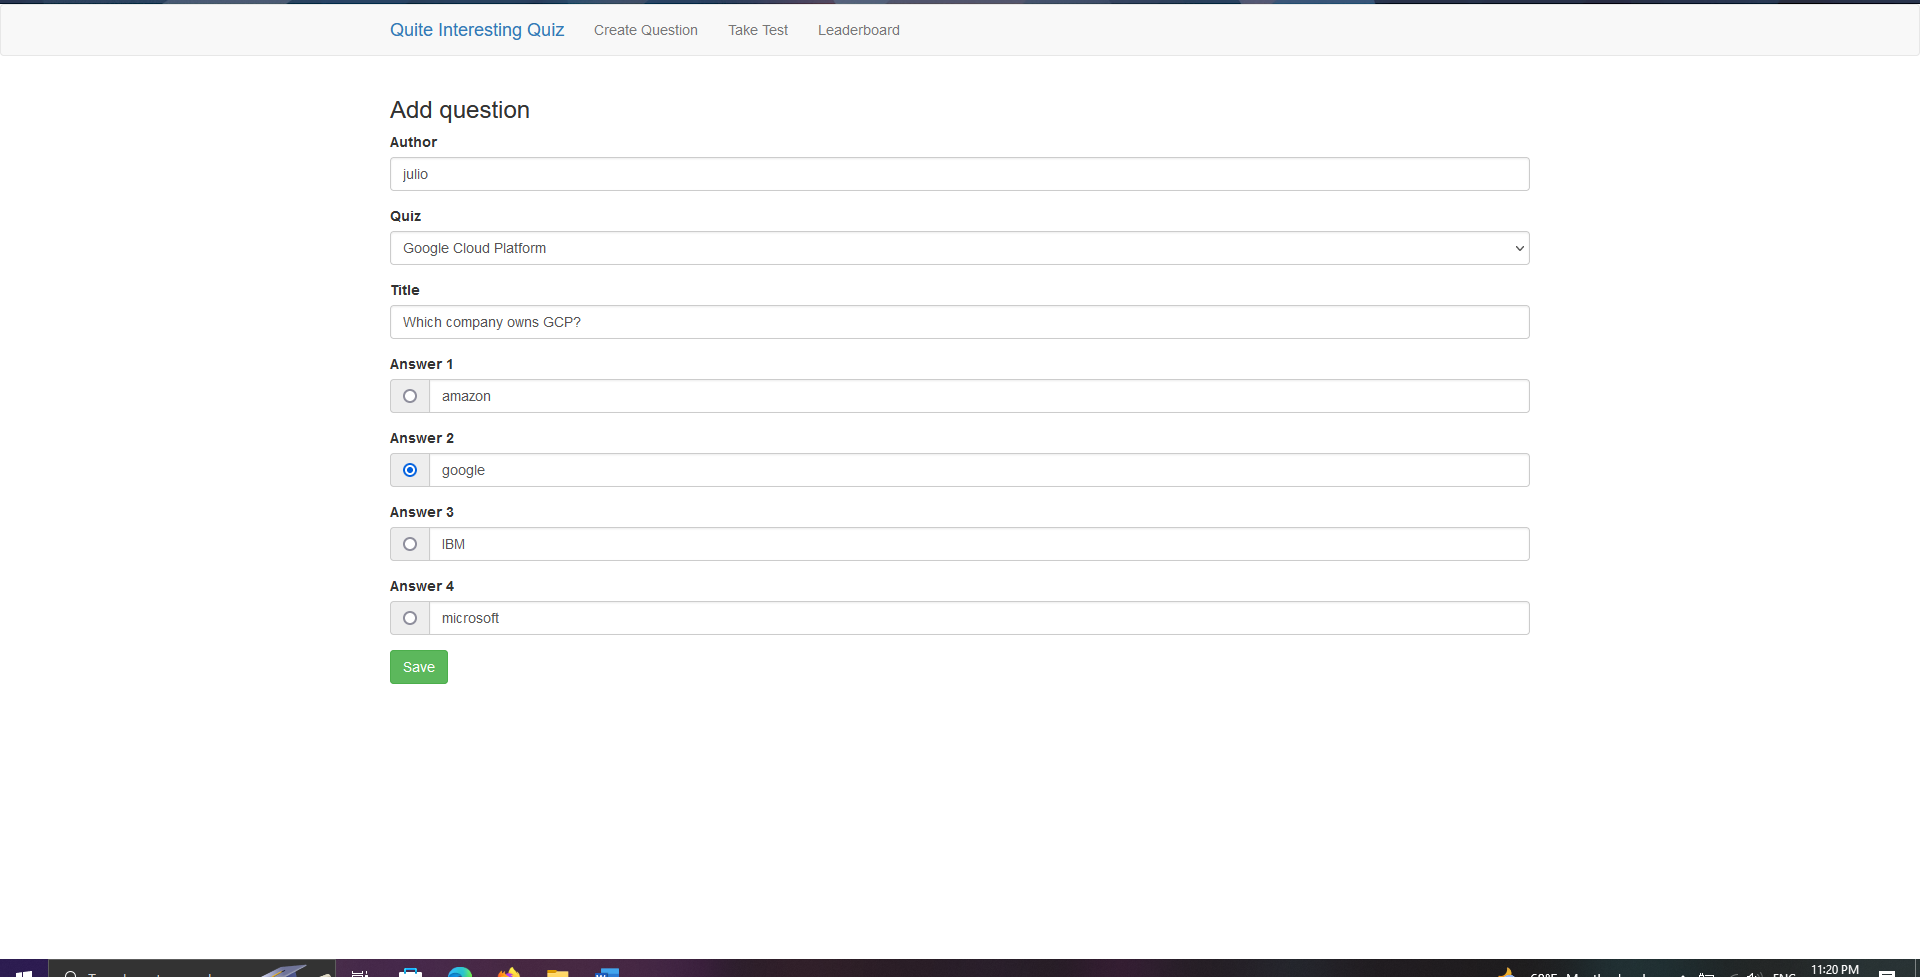 Quite Interesting Quiz Create Question Take Test Leaderboard
Add question
Author
julio
Quiz
Google Cloud Platform
Title
Which company owns GCP?
Answer 1
amazon
Answer 2
google
Answer 3
IBM
Answer 4
microsoft
Save
11:20 PM